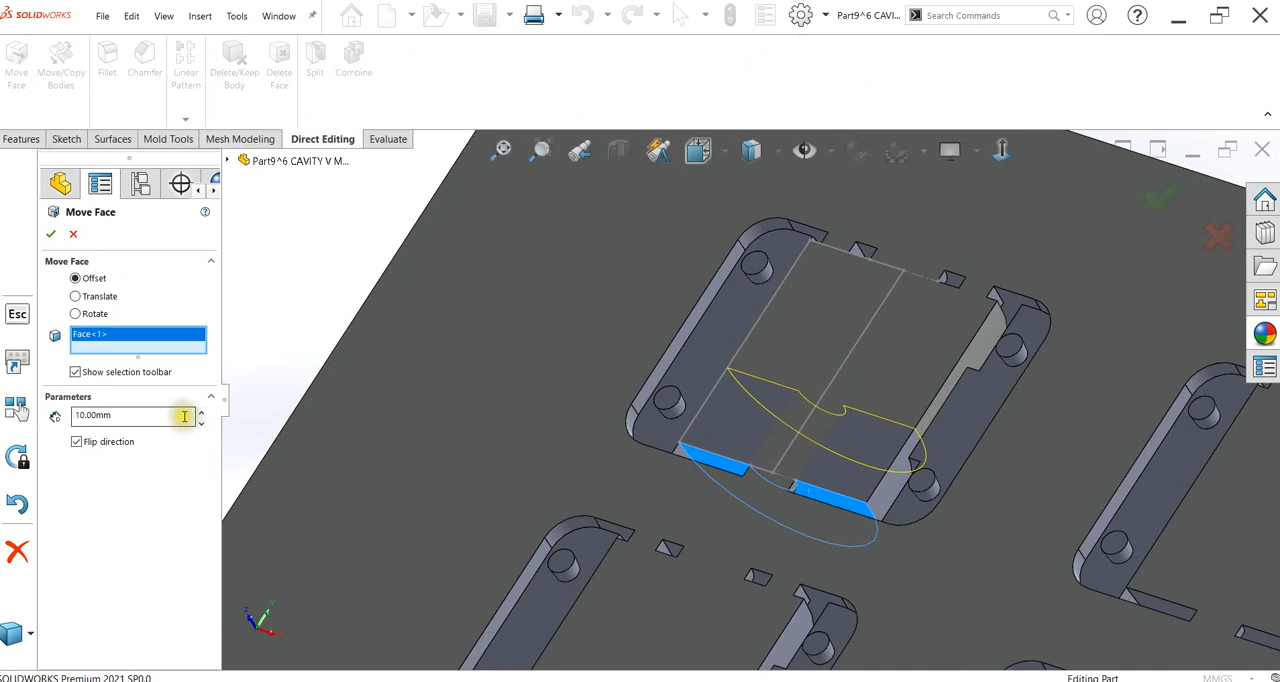 SOLIDWORKS File Edit View Insert Tools Window Part9^6 CAVI... Search Commands
Move Face
Move/Copy Bodies
Fillet
Chamfer
Linear Pattern
Delete/Keep Body
Delete Face
Split
Combine
Features Sketch Surfaces Mold Tools Mesh Modeling Direct Editing Evaluate
Part9^6 CAVITY V M...
Move Face
Move Face
Offset
Translate
Rotate
Esc
Face<1>
Show selection toolbar
Parameters
10.00mm
Flip direction
SOLIDWORKS Premium 2021 SP0.0 Editing Part MMGS